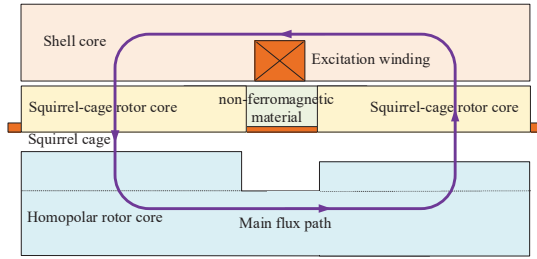 Shell core
Excitation winding
Squirrel-cage rotor core
non-ferromagnetic
material
Squirrel-cage rotor core
Squirrel cage
Homopolar rotor core
Main flux path